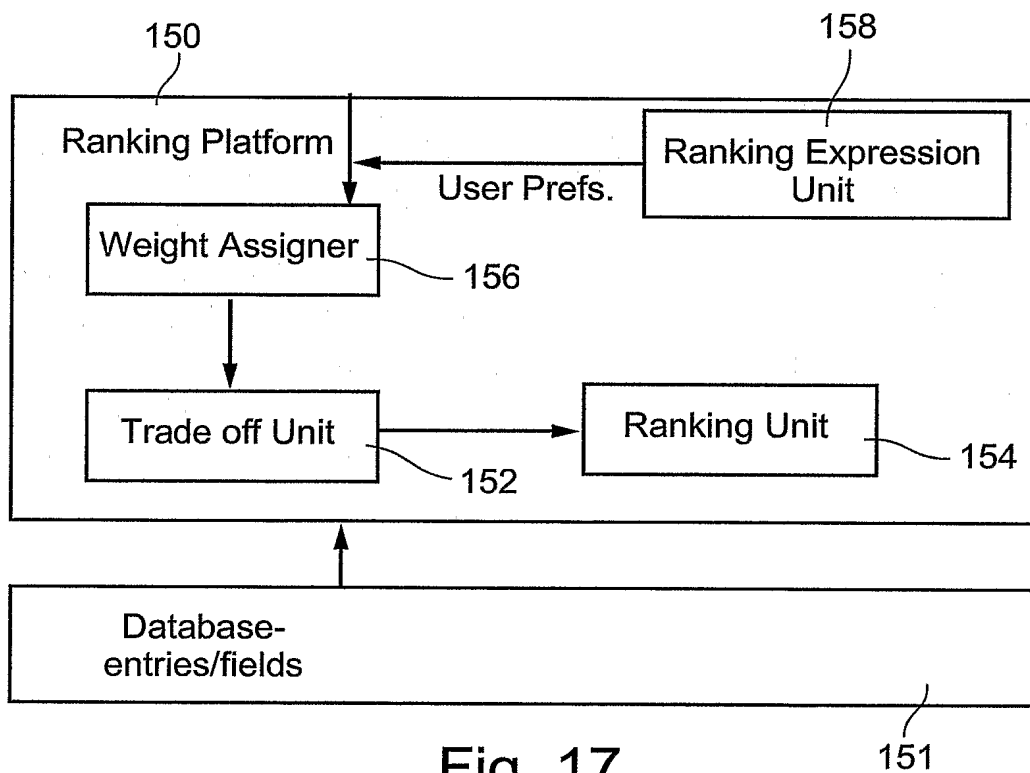 150
158
Ranking Platform
Ranking Expression
Unit
User Prefs.
Weight Assigner
156
Trade off Unit
152
Ranking Unit
154
Database-
entries/fields
151
Fig. 17